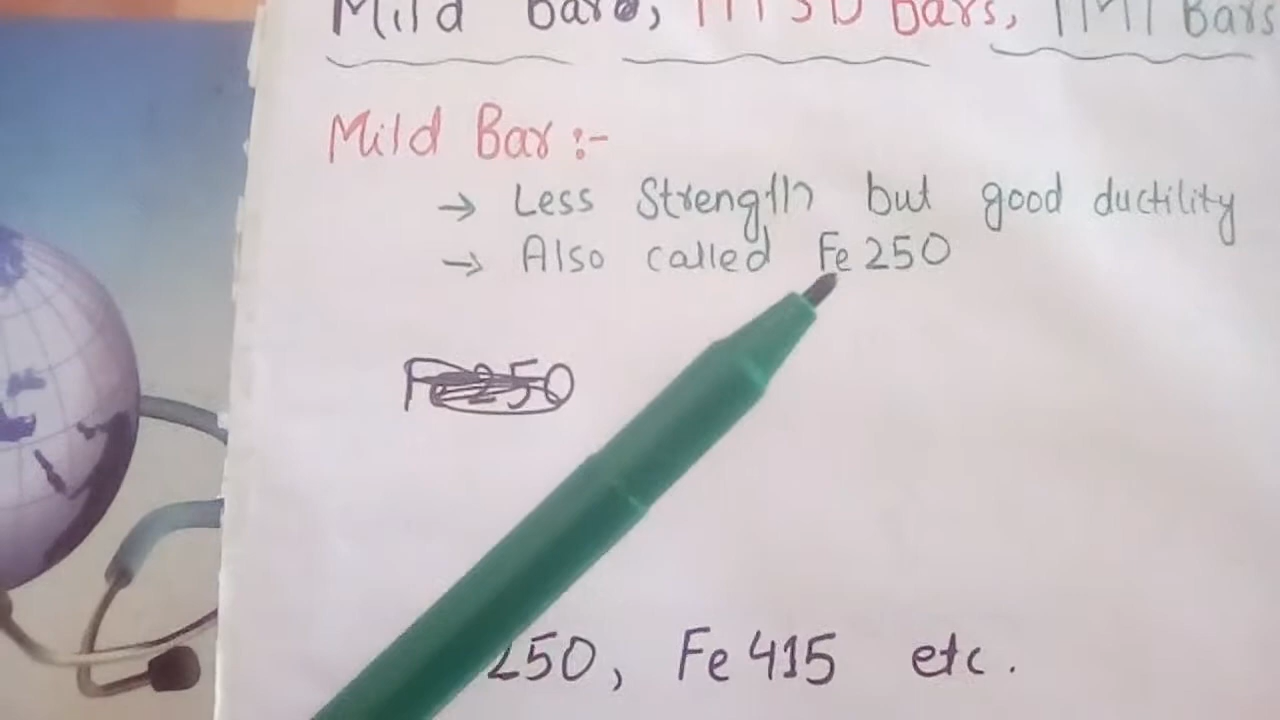 Mild Bars, HYSD Bars, TMT Bars
Mild Bar :-
→ Less Strength but good ductility
→ Also called Fe 250
Fe 250
250, Fe 415 etc.